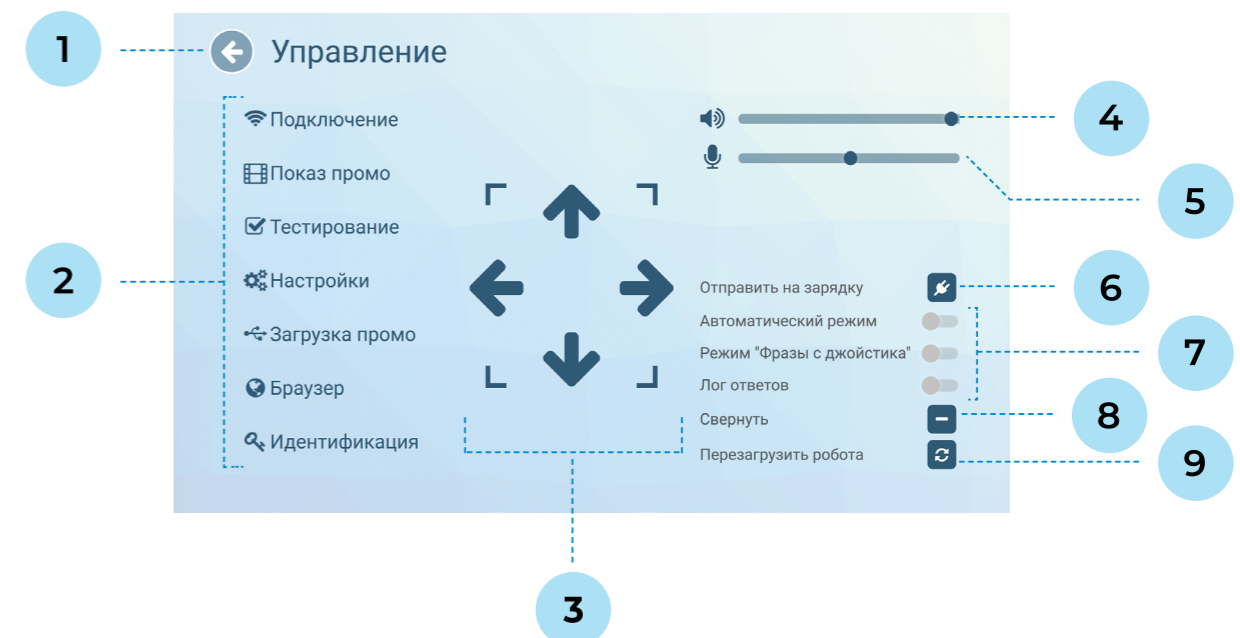 1
Управление
Подключение
Показ промо
Тестирование
2
Настройки
Загрузка промо
Браузер
Идентификация
3
4
5
Отправить на зарядку
6
Автоматический режим
Режим "Фразы с джойстика"
7
Лог ответов
Свернуть
8
Перезагрузить робота
9